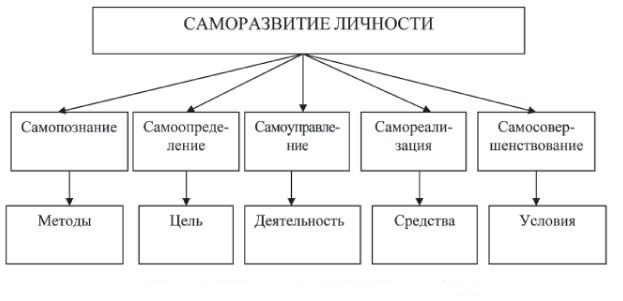 САМОРАЗВИТИЕ ЛИЧНОСТИ
Самопознание
Самоопреде-
ление
Самоуправле-
ние
Самореали-
зация
Самосовер-
шенствование
Методы
Цель
Деятельность
Средства
Условия